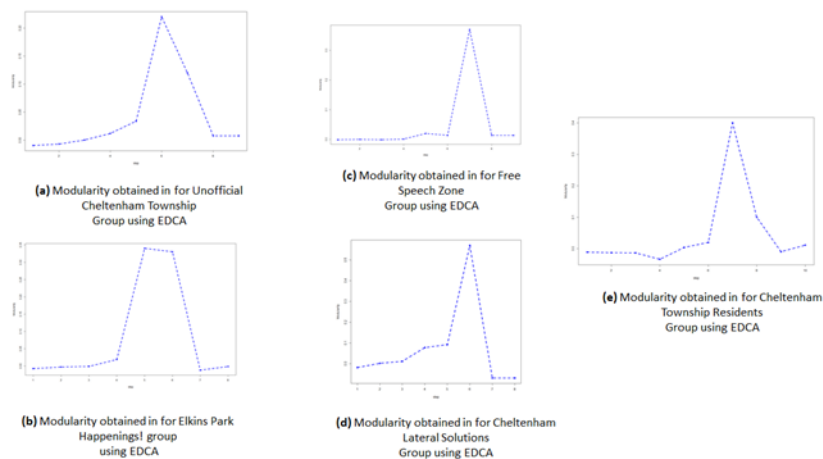 (a) Modularity obtained in for Unofficial
Cheltenham Township
Group using EDCA
(b) Modularity obtained in for Elkins Park
Happenings! group
using EDCA
(c) Modularity obtained in for Free
Speech Zone
Group using EDCA
(d) Modularity obtained in for Cheltenham
Lateral Solutions
Group using EDCA
(e) Modularity obtained in for Cheltenham
Township Residents
Group using EDCA